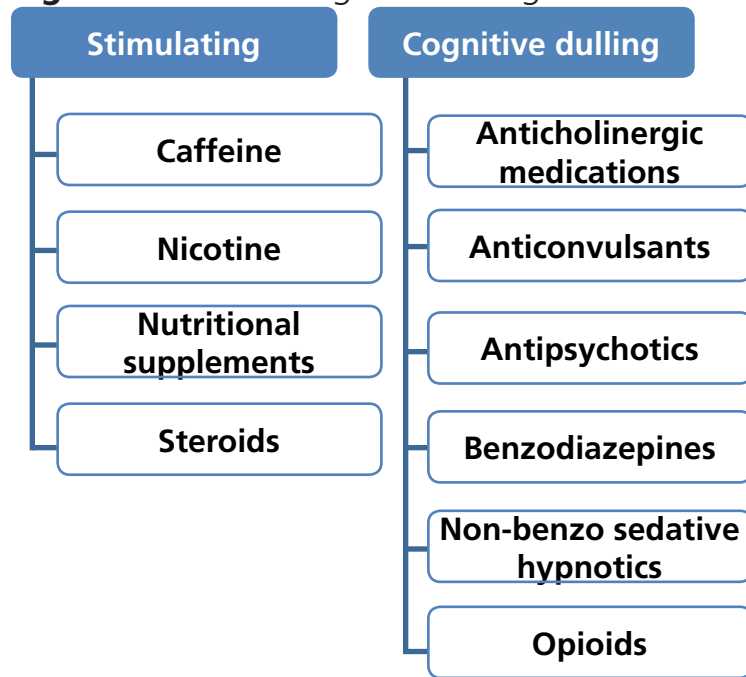 Stimulating
Caffeine
Nicotine
Nutritional
supplements
Steroids
Cognitive dulling
Anticholinergic
medications
Anticonvulsants
Antipsychotics
Benzodiazepines
Non-benzo sedative
hypnotics
Opioids